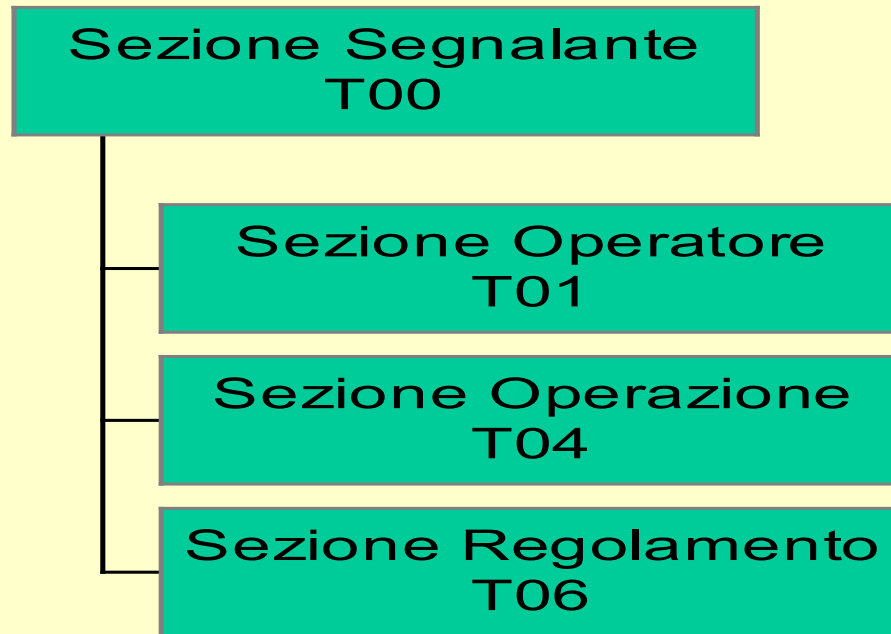 Sezione Segnalante
T00
Sezione Operatore
T01
Sezione Operazione
T04
Sezione Regolamento
T06